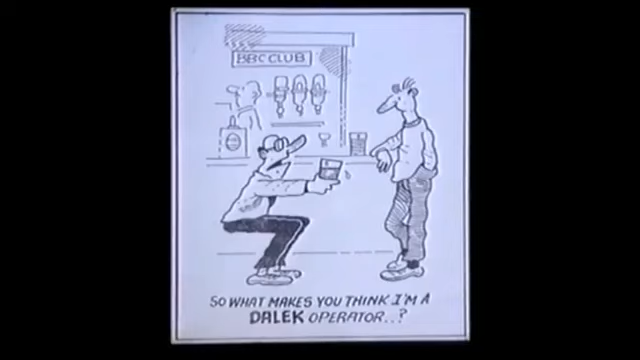 BBC CLUB
SO WHAT MAKES YOU THINK I'M A
DALEK OPERATOR..?